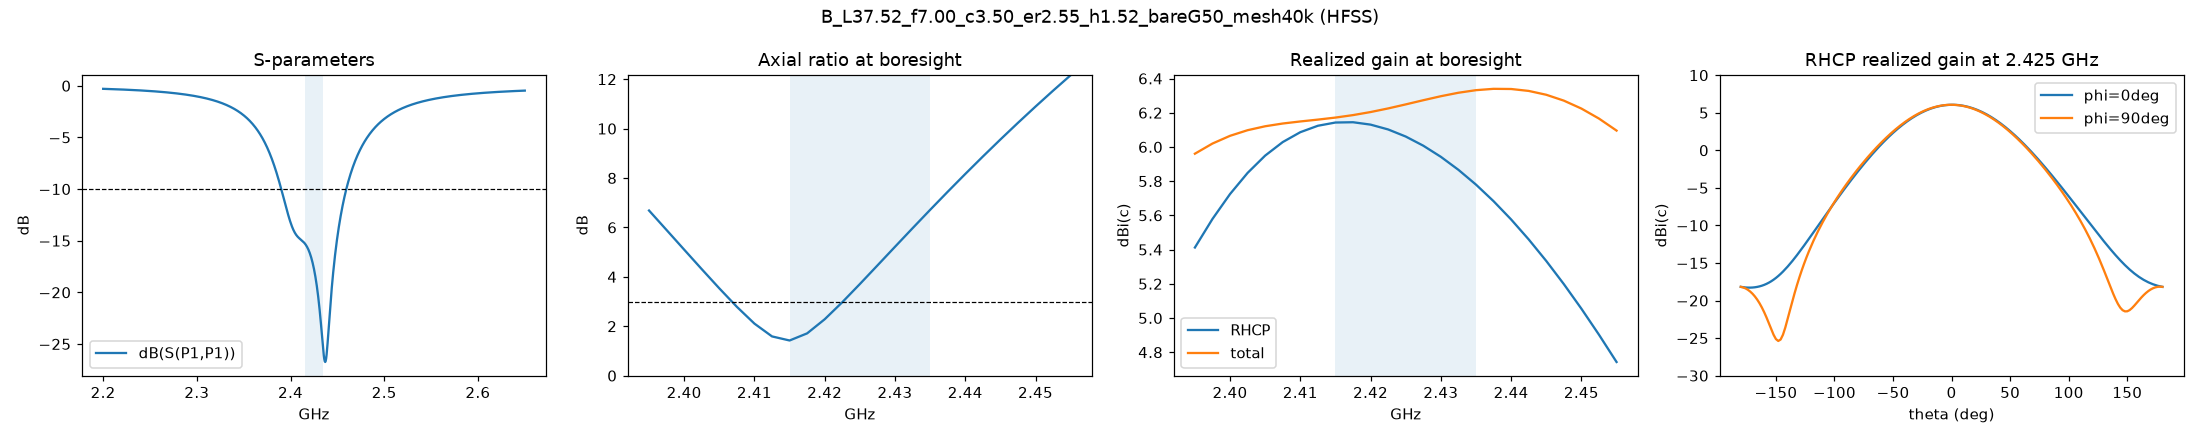 B_L37.52_f7.00_c3.50_er2.55_h1.52_bareG50_mesh40k (HFSS)
S-parameters
0
−5
−10
−15
−20
−25
dB
2.2 2.3 2.4 2.5 2.6
GHz
dB(S(P1,P1))
Axial ratio at boresight
12
10
8
6
4
2
0
dB
2.40 2.41 2.42 2.43 2.44 2.45
GHz
Realized gain at boresight
6.4
6.2
6.0
5.8
5.6
5.4
5.2
5.0
4.8
dBi(c)
2.40 2.41 2.42 2.43 2.44 2.45
GHz
RHCP
total
RHCP realized gain at 2.425 GHz
10
5
0
−5
−10
−15
−20
−25
−30
dBi(c)
−150 −100 −50 0 50 100 150
theta (deg)
phi=0deg
phi=90deg